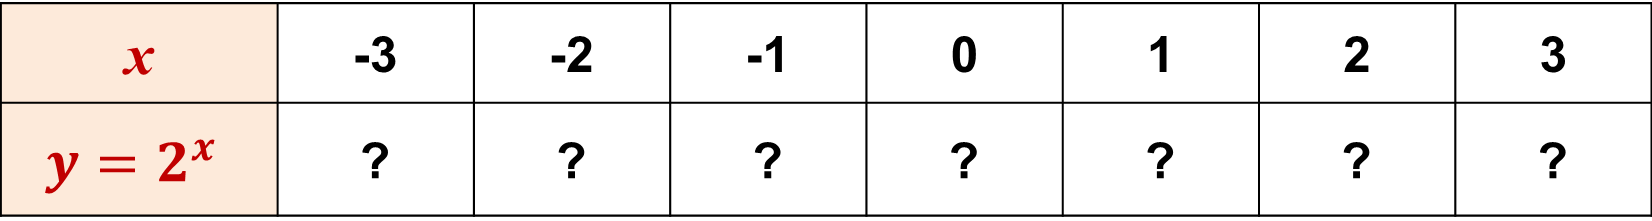 x -3 -2 -1 0 1 2 3
y = 2^x ? ? ? ? ? ? ?